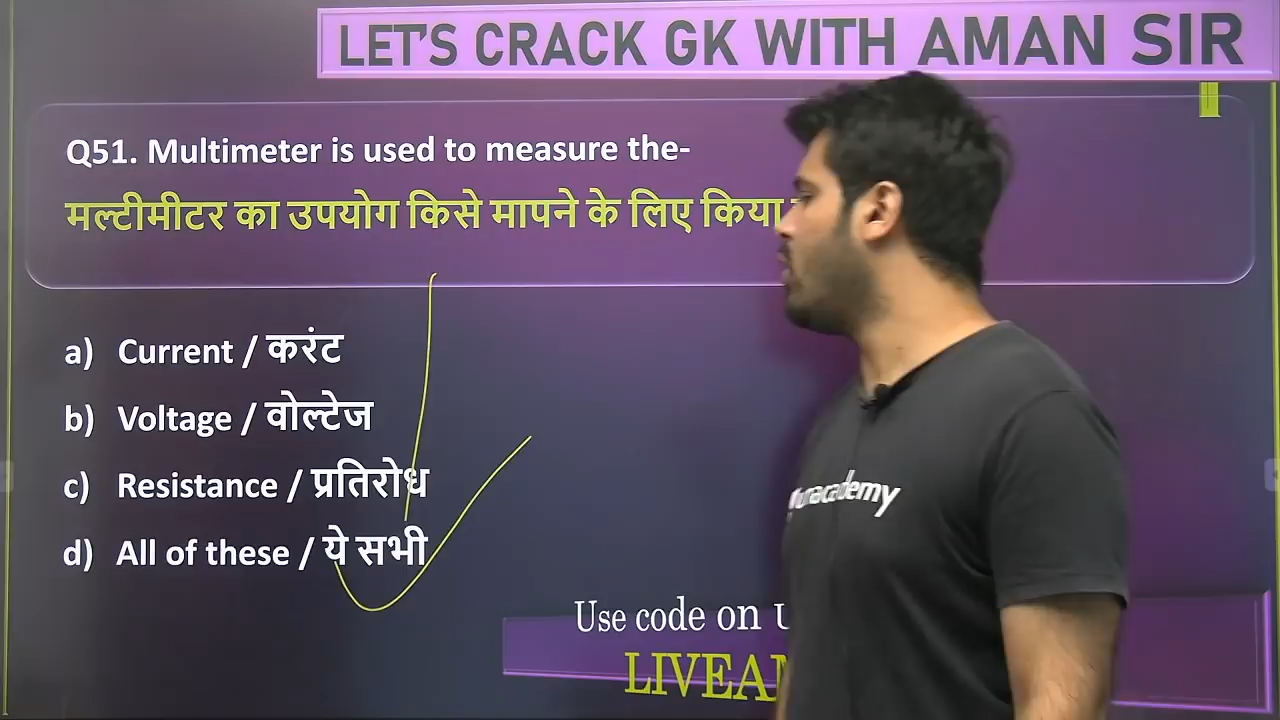 LET'S CRACK GK WITH AMAN SIR
Q51. Multimeter is used to measure the-
मल्टीमीटर का उपयोग किसे मापने के लिए किया
a) Current / करंट
b) Voltage / वोल्टेज
c) Resistance / प्रतिरोध
d) All of these / ये सभी
unacademy
Use code on